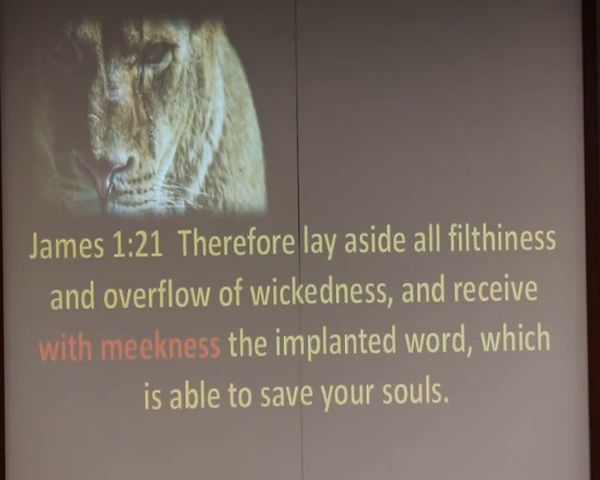 James 1:21 Therefore lay aside all filthiness
and overflow of wickedness, and receive
with meekness the implanted word, which
is able to save your souls.